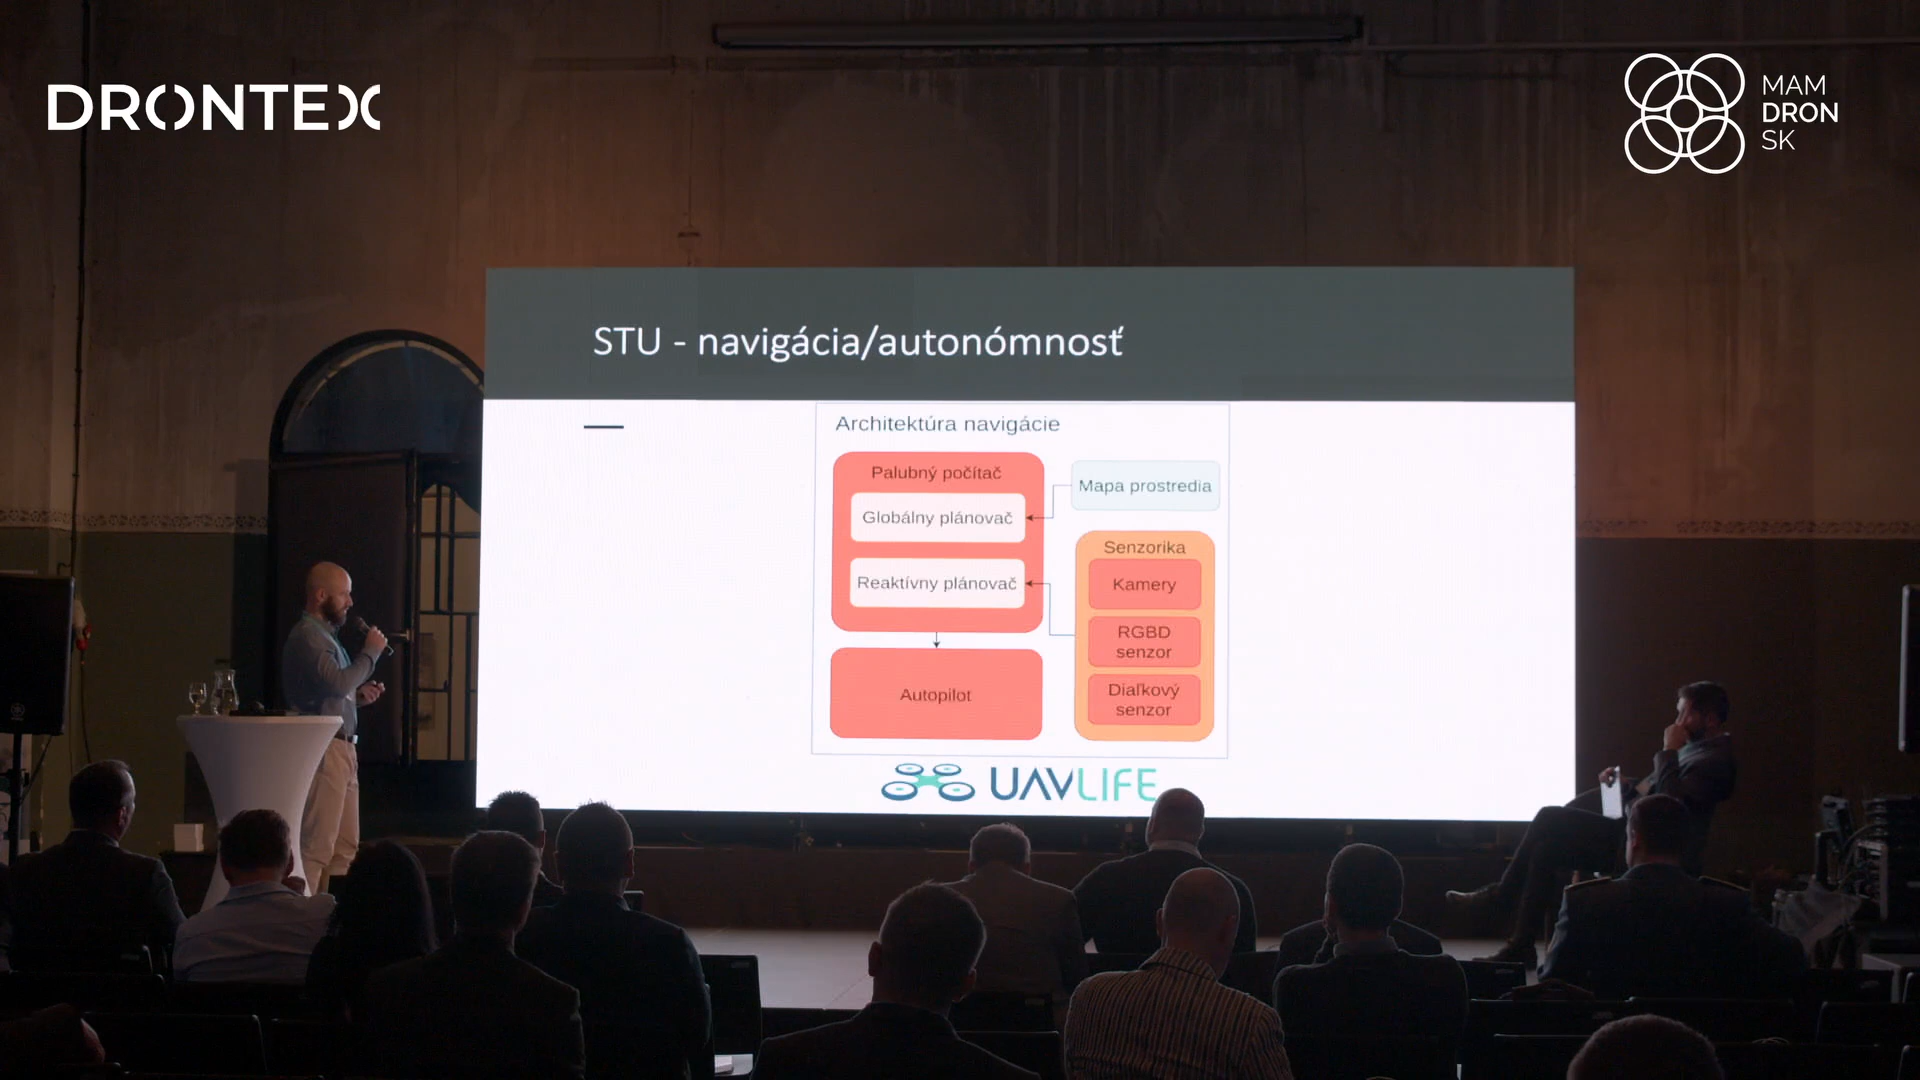 DRONTEX
MAM
DRON
SK
STU - navigácia/autonómnosť
Architektúra navigácie
Palubný počítač
Globálny plánovač
Reaktívny plánovač
Autopilot
Mapa prostredia
Senzorika
Kamery
RGBD
senzor
Diaľkový
senzor
UAVLIFE